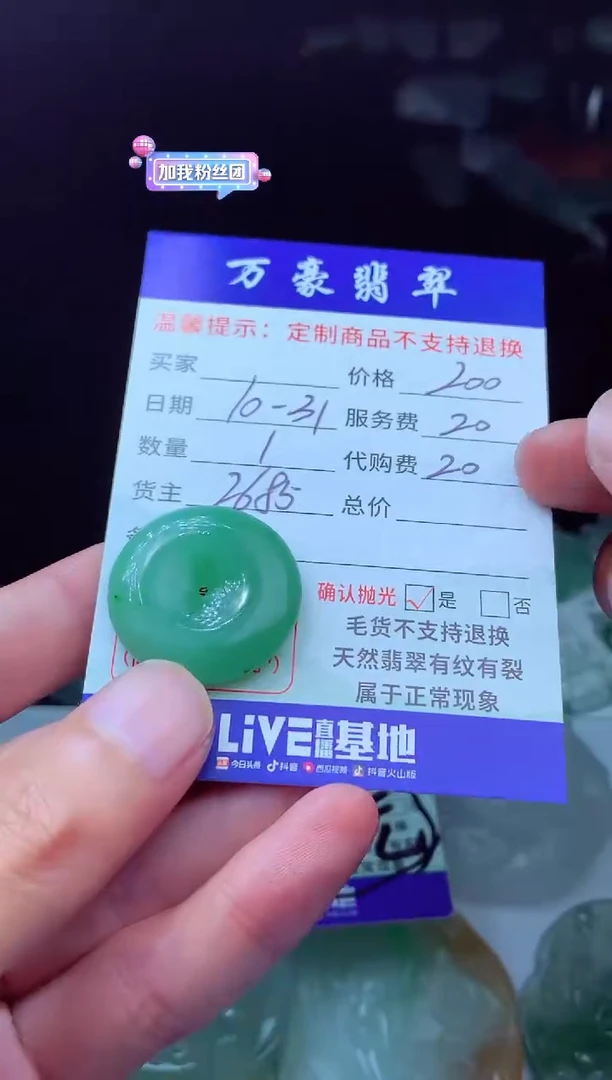 加我粉丝团
万豪翡翠
温馨提示：定制商品不支持退换
买家 价格 200
日期 10-31 服务费 20
数量 1 代购费 20
货主 2685 总价
确认抛光 是 否
毛货不支持退换
天然翡翠有纹有裂
属于正常现象
LiVE直播基地
今日头条 抖音 西瓜视频 抖音火山版